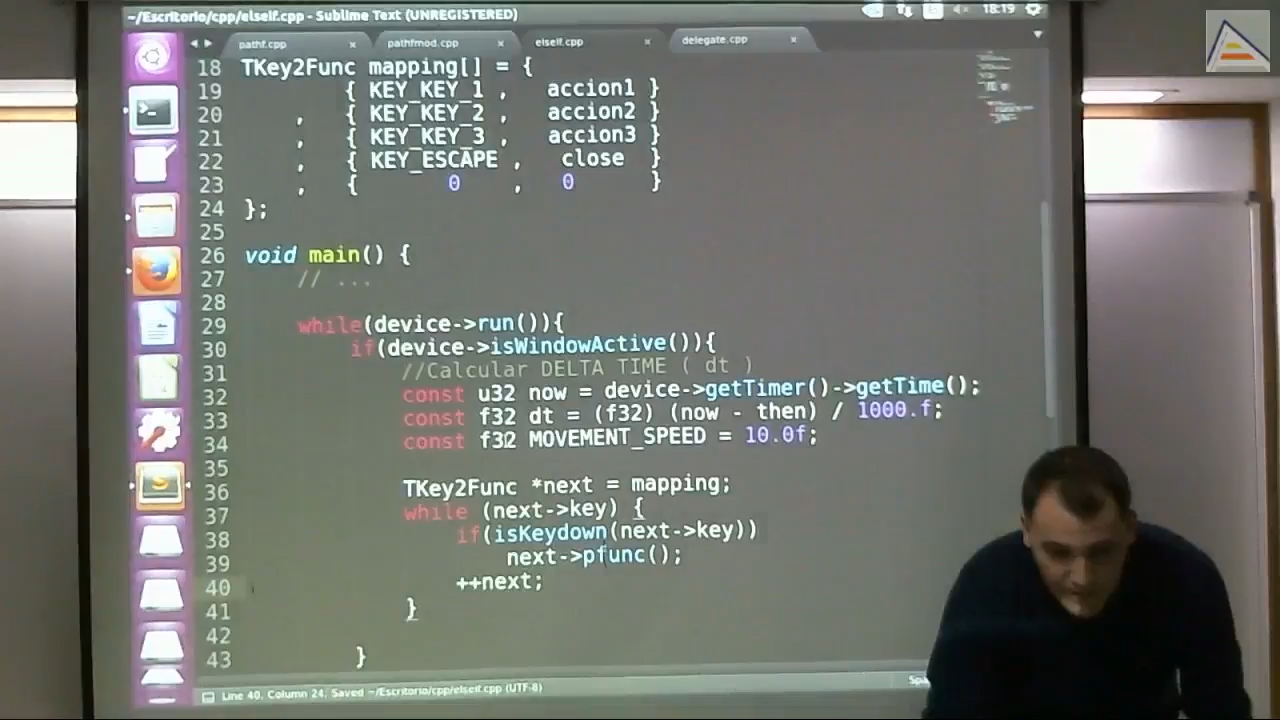 ~/Escritorio/cpp/elseif.cpp - Sublime Text (UNREGISTERED)
18:19
pathf.cpp
pathfmod.cpp
elseif.cpp
delegate.cpp
18 TKey2Func mapping[] = {
19 { KEY_KEY_1 , accion1 }
20 , { KEY_KEY_2 , accion2 }
21 , { KEY_KEY_3 , accion3 }
22 , { KEY_ESCAPE , close }
23 , { 0 , 0 }
24 };
25
26 void main() {
27 // ...
28
29 while(device->run()){
30 if(device->isWindowActive()){
31 //Calcular DELTA TIME ( dt )
32 const u32 now = device->getTimer()->getTime();
33 const f32 dt = (f32) (now - then) / 1000.f;
34 const f32 MOVEMENT_SPEED = 10.0f;
35
36 TKey2Func *next = mapping;
37 while (next->key) {
38 if(isKeydown(next->key))
39 next->pfunc();
40 ++next;
41 }
42
43 }
Line 40, Column 24, Saved ~/Escritorio/cpp/elseif.cpp (UTF-8)